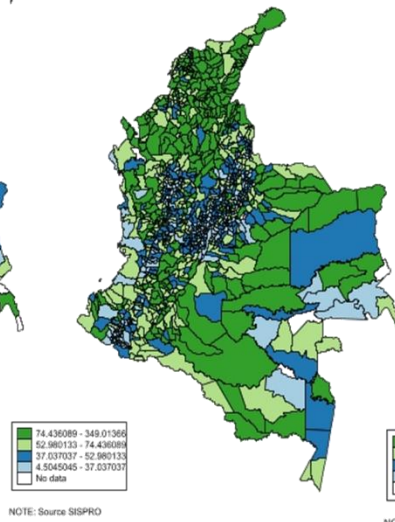 74.436089 - 349.01366
52.980133 - 74.436089
37.037037 - 52.980133
4.5045045 - 37.037037
No data
NOTE: Source SISPRO